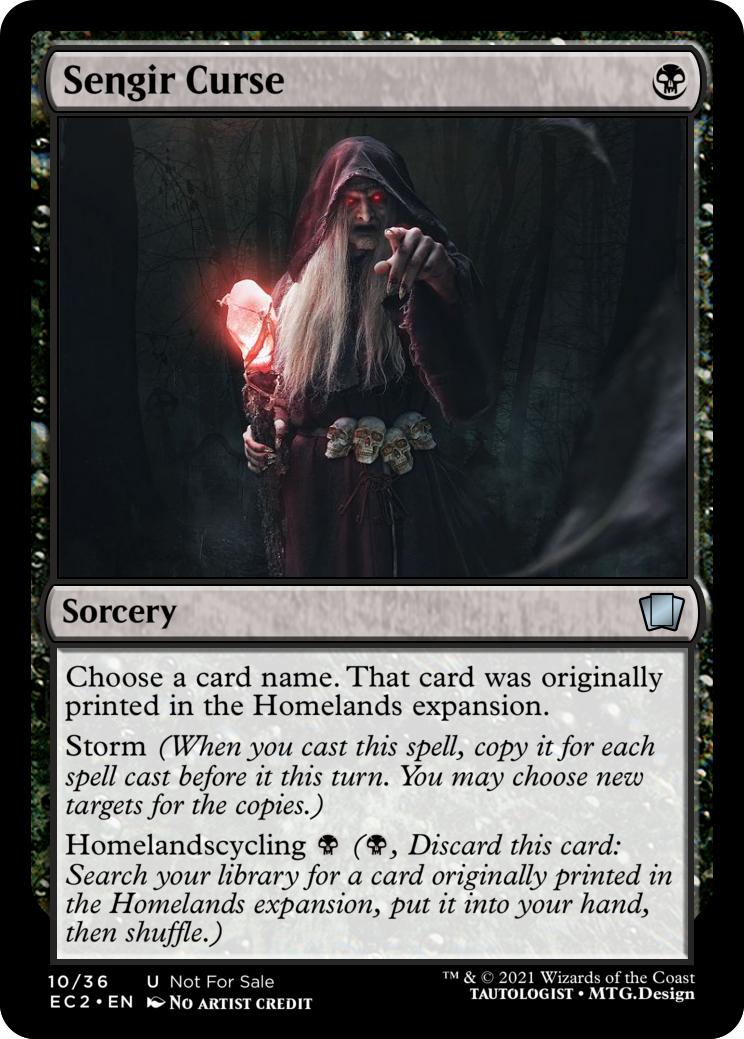 Sengir Curse
Sorcery
Choose a card name. That card was originally
printed in the Homelands expansion.
Storm (When you cast this spell, copy it for each
spell cast before it this turn. You may choose new
targets for the copies.)
Homelandscycling (, Discard this card:
Search your library for a card originally printed in
the Homelands expansion, put it into your hand,
then shuffle.)
10/36 U Not For Sale
EC2 • EN No artist credit
™ & © 2021 Wizards of the Coast
TAUTOLOGIST • MTG.Design